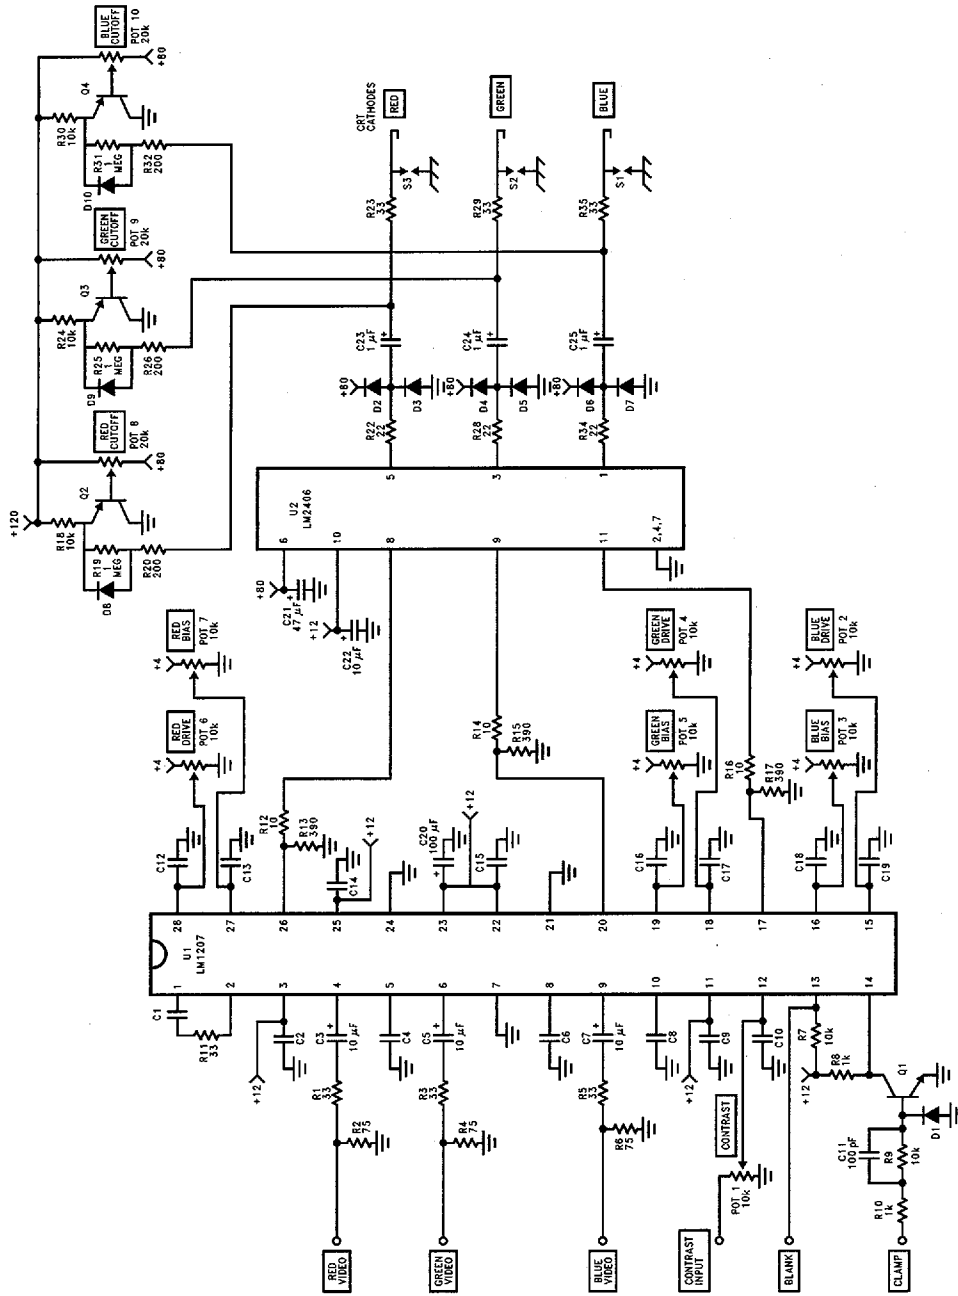 BLUE
CUTOFF
POT 10
20k
+80
Q4
R30
10k
R31
1
MEG
D10
R32
200
GREEN
CUTOFF
POT 9
20k
+80
Q3
R24
10k
R25
1
MEG
D9
R26
200
RED
CUTOFF
POT 8
20k
+80
Q2
+120
R18
10k
R19
1
MEG
D8
R20
200
CRT
CATHODES
RED
GREEN
BLUE
S3
S2
S1
R23
33
R29
33
R35
33
C23
1 µF
+
C24
1 µF
+
C25
1 µF
+
+80
D2
D3
+80
D4
D5
+80
D6
D7
R22
22
R28
22
R34
22
U2
LM2406
5
3
1
6
10
8
9
11
2,4,7
+80
C21
47 µF
+
+12
C22
10 µF
+
RED
BIAS
POT 7
10k
+4
RED
DRIVE
POT 6
10k
+4
GREEN
DRIVE
POT 4
10k
+4
GREEN
BIAS
POT 5
10k
+4
BLUE
DRIVE
POT 2
10k
+4
BLUE
BIAS
POT 3
10k
+4
R12
10
R13
390
R14
10
R15
390
R16
10
R17
390
C12
C13
C14
+12
C20
100 µF
+
+12
C15
C16
C17
C18
C19
28
27
26
25
24
23
22
21
20
19
18
17
16
15
U1
LM1207
1
2
3
4
5
6
7
8
9
10
11
12
13
14
C1
R11
33
+12
C2
C3
10 µF
+
R1
33
R2
75
C4
C5
10 µF
+
R3
33
R4
75
C6
C7
10 µF
+
R5
33
R6
75
C8
+12
C9
C10
CONTRAST
POT 1
10k
R7
10k
+12
R8
1k
Q1
D1
C11
100 pF
R9
10k
R10
1k
RED
VIDEO
GREEN
VIDEO
BLUE
VIDEO
CONTRAST
INPUT
BLANK
CLAMP